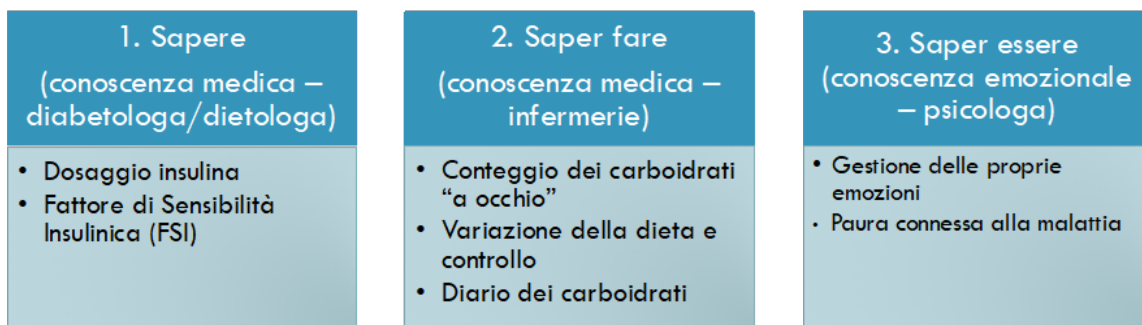 1. Sapere
(conoscenza medica –
diabetologa/dietologa)
• Dosaggio insulina
• Fattore di Sensibilità
Insulinica (FSI)
2. Saper fare
(conoscenza medica –
infermerie)
• Conteggio dei carboidrati
"a occhio"
• Variazione della dieta e
controllo
• Diario dei carboidrati
3. Saper essere
(conoscenza emozionale
– psicologa)
• Gestione delle proprie
emozioni
• Paura connessa alla malattia